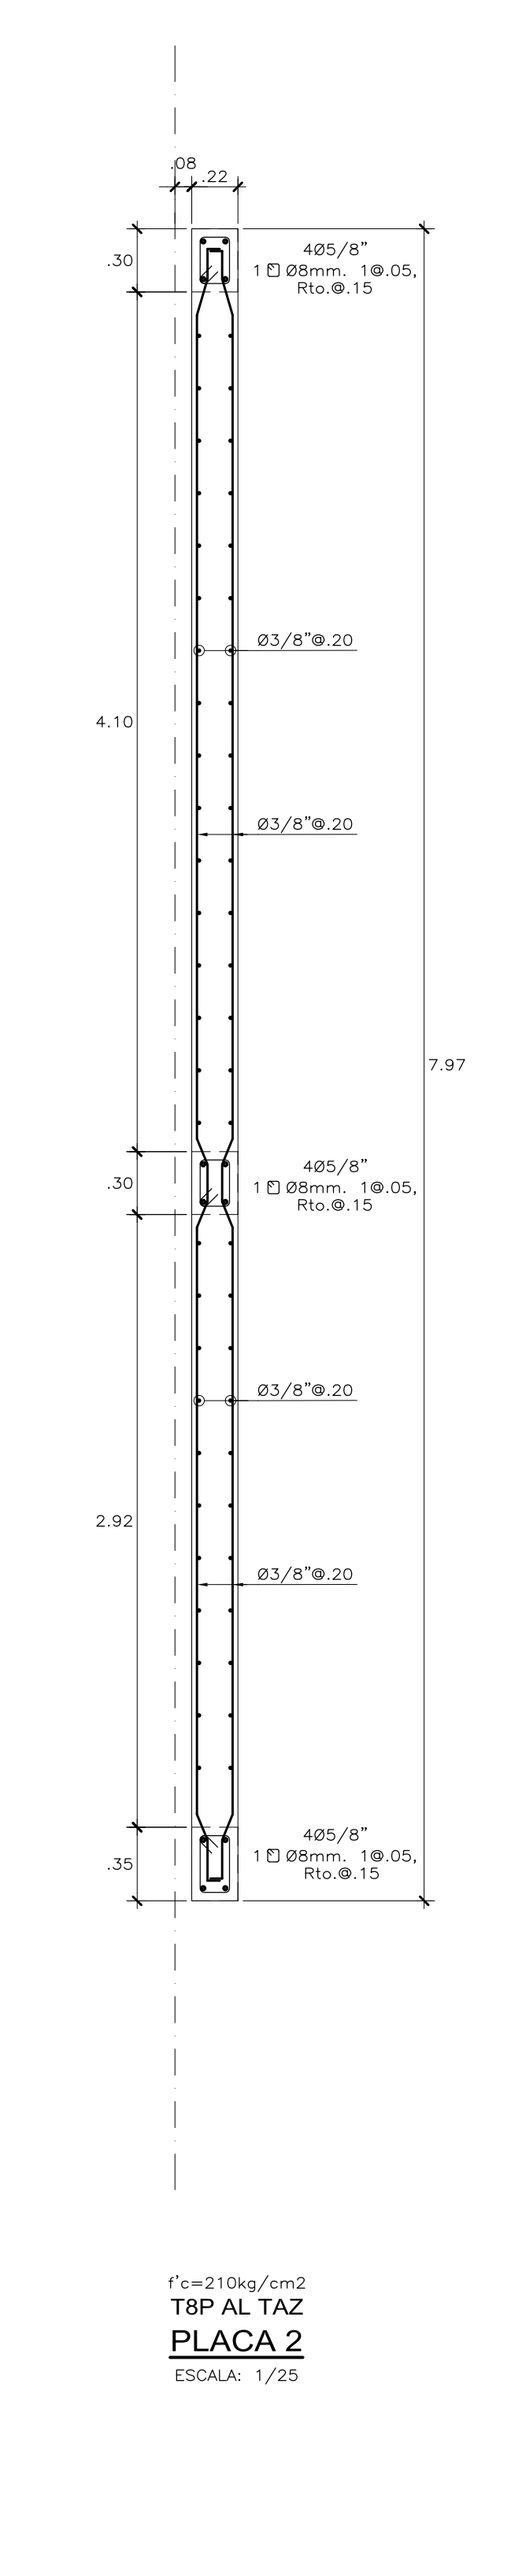 .08
.22
.30
4Ø5/8”
1 Ø8mm. 1@.05,
Rto.@.15
Ø3/8”@.20
4.10
Ø3/8”@.20
7.97
4Ø5/8”
.30
1 Ø8mm. 1@.05,
Rto.@.15
Ø3/8”@.20
2.92
Ø3/8”@.20
4Ø5/8”
1 Ø8mm. 1@.05,
.35
Rto.@.15
f'c=210kg/cm2
T8P AL TAZ
PLACA 2
ESCALA: 1/25